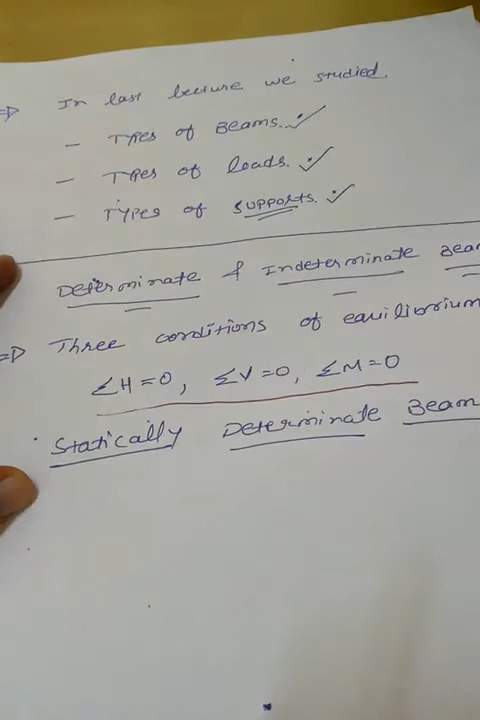 => In last lecture we studied.
- Types of Beams. ✓
- Types of loads. ✓
- Types of supports. ✓
Determinate & Indeterminate Beam
=> Three conditions of equilibrium
ΣH=0, ΣV=0, ΣM=0
Statically Determinate Beam